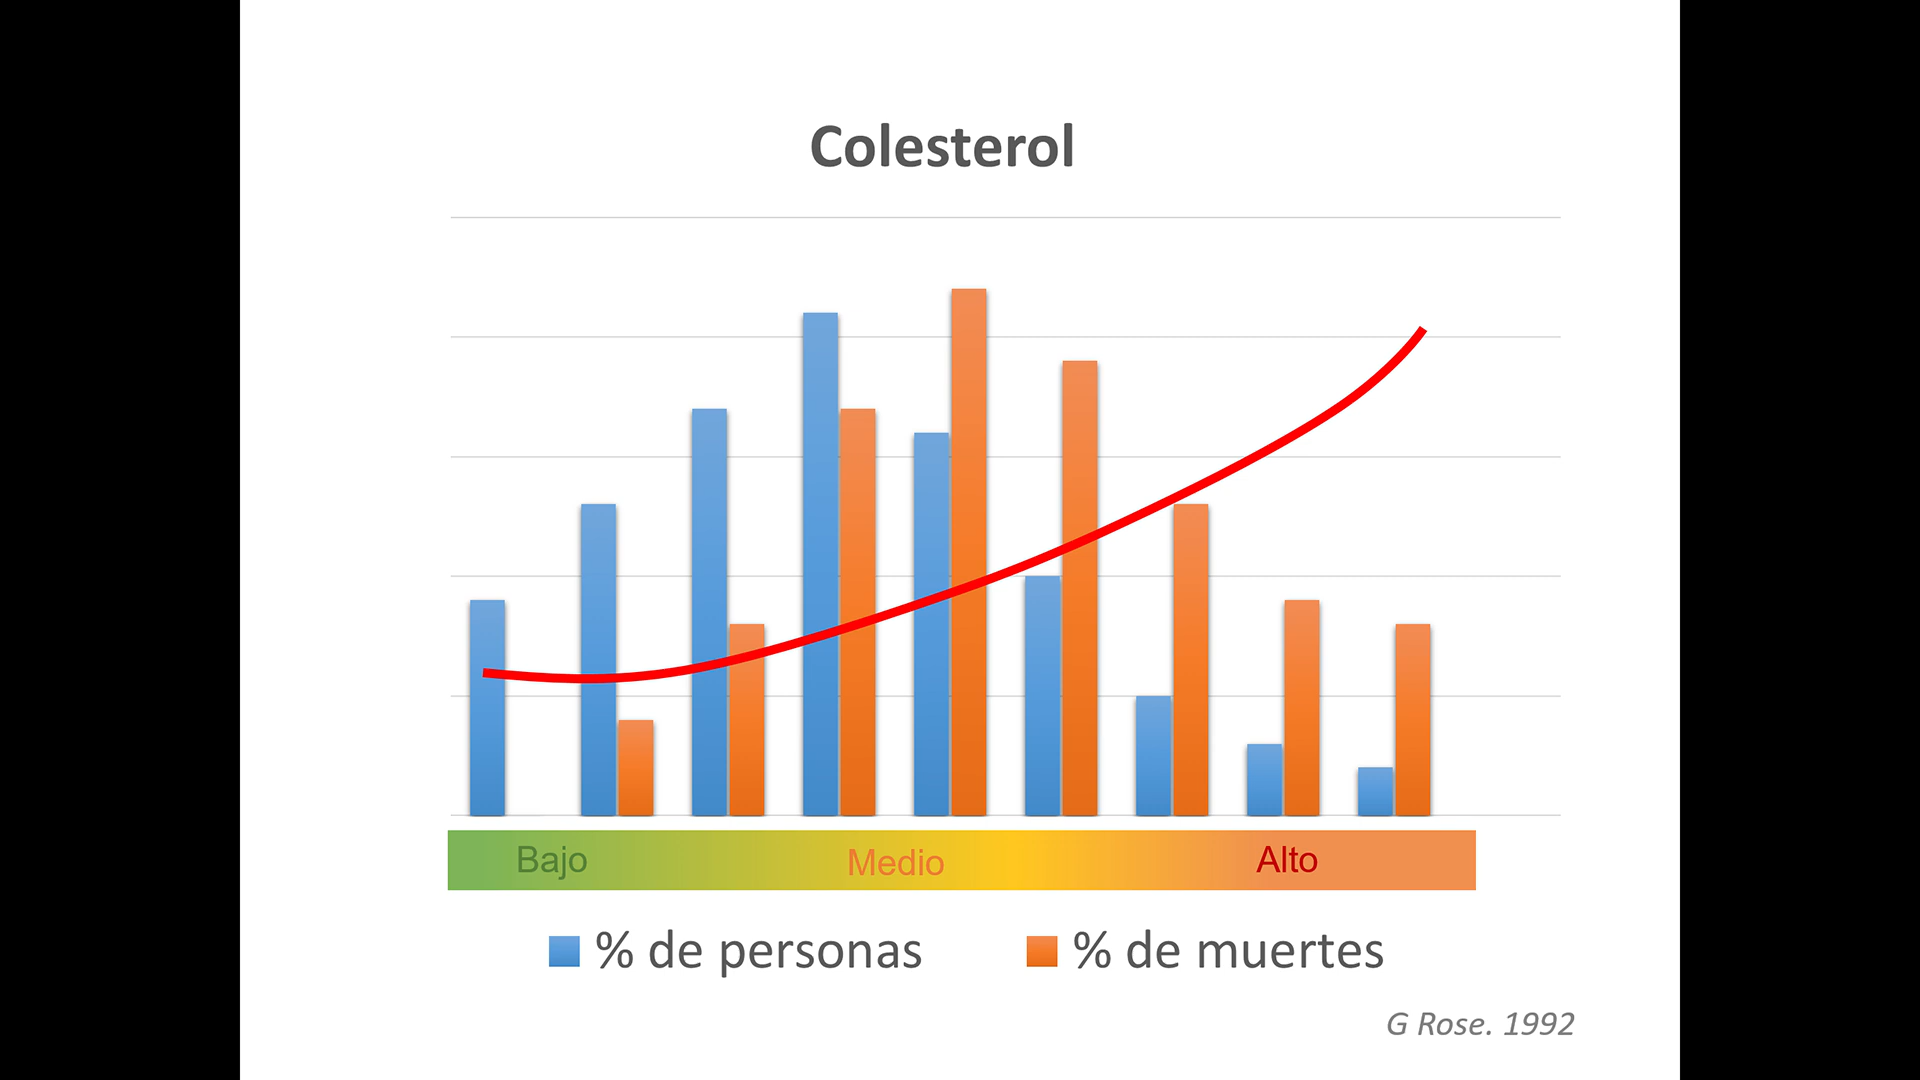 Colesterol
Bajo Medio Alto
% de personas % de muertes
G Rose. 1992